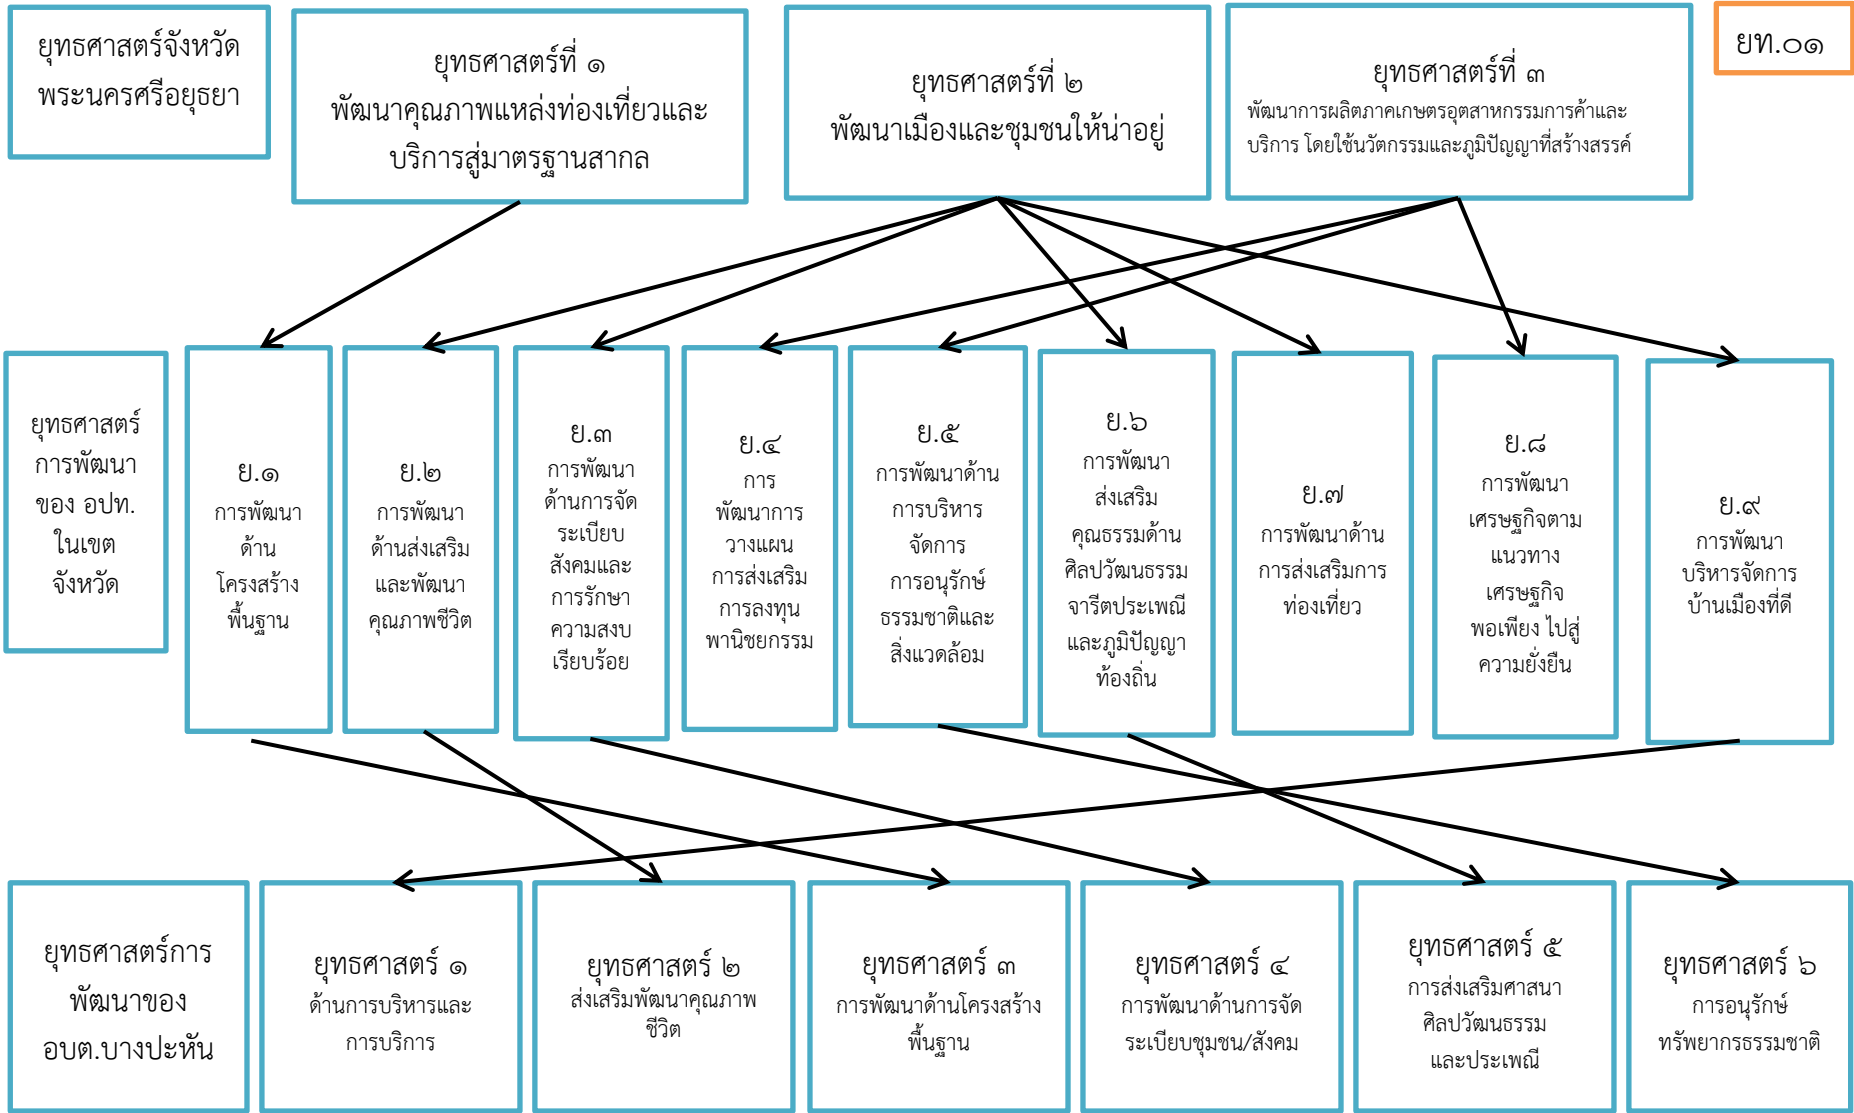 ยุทธศาสตร์จังหวัด
พระนครศรีอยุธยา
ยุทธศาสตร์ที่ ๑
พัฒนาคุณภาพแหล่งท่องเที่ยวและ
บริการสู่มาตรฐานสากล
ยุทธศาสตร์ที่ ๒
พัฒนาเมืองและชุมชนให้น่าอยู่
ยุทธศาสตร์ที่ ๓
พัฒนาการผลิตภาคเกษตรอุตสาหกรรมการค้าและ
บริการ โดยใช้นวัตกรรมและภูมิปัญญาที่สร้างสรรค์
ยท.๐๑
ยุทธศาสตร์
การพัฒนา
ของ อปท.
ในเขต
จังหวัด
ย.๑
การพัฒนา
ด้าน
โครงสร้าง
พื้นฐาน
ย.๒
การพัฒนา
ด้านส่งเสริม
และพัฒนา
คุณภาพชีวิต
ย.๓
การพัฒนา
ด้านการจัด
ระเบียบ
สังคมและ
การรักษา
ความสงบ
เรียบร้อย
ย.๔
การ
พัฒนาการ
วางแผน
การส่งเสริม
การลงทุน
พานิชยกรรม
ย.๕
การพัฒนาด้าน
การบริหาร
จัดการ
การอนุรักษ์
ธรรมชาติและ
สิ่งแวดล้อม
ย.๖
การพัฒนา
ส่งเสริม
คุณธรรมด้าน
ศิลปวัฒนธรรม
จารีตประเพณี
และภูมิปัญญา
ท้องถิ่น
ย.๗
การพัฒนาด้าน
การส่งเสริมการ
ท่องเที่ยว
ย.๘
การพัฒนา
เศรษฐกิจตาม
แนวทาง
เศรษฐกิจ
พอเพียง ไปสู่
ความยั่งยืน
ย.๙
การพัฒนา
บริหารจัดการ
บ้านเมืองที่ดี
ยุทธศาสตร์การ
พัฒนาของ
อบต.บางปะหัน
ยุทธศาสตร์ ๑
ด้านการบริหารและ
การบริการ
ยุทธศาสตร์ ๒
ส่งเสริมพัฒนาคุณภาพ
ชีวิต
ยุทธศาสตร์ ๓
การพัฒนาด้านโครงสร้าง
พื้นฐาน
ยุทธศาสตร์ ๔
การพัฒนาด้านการจัด
ระเบียบชุมชน/สังคม
ยุทธศาสตร์ ๕
การส่งเสริมศาสนา
ศิลปวัฒนธรรม
และประเพณี
ยุทธศาสตร์ ๖
การอนุรักษ์
ทรัพยากรธรรมชาติ